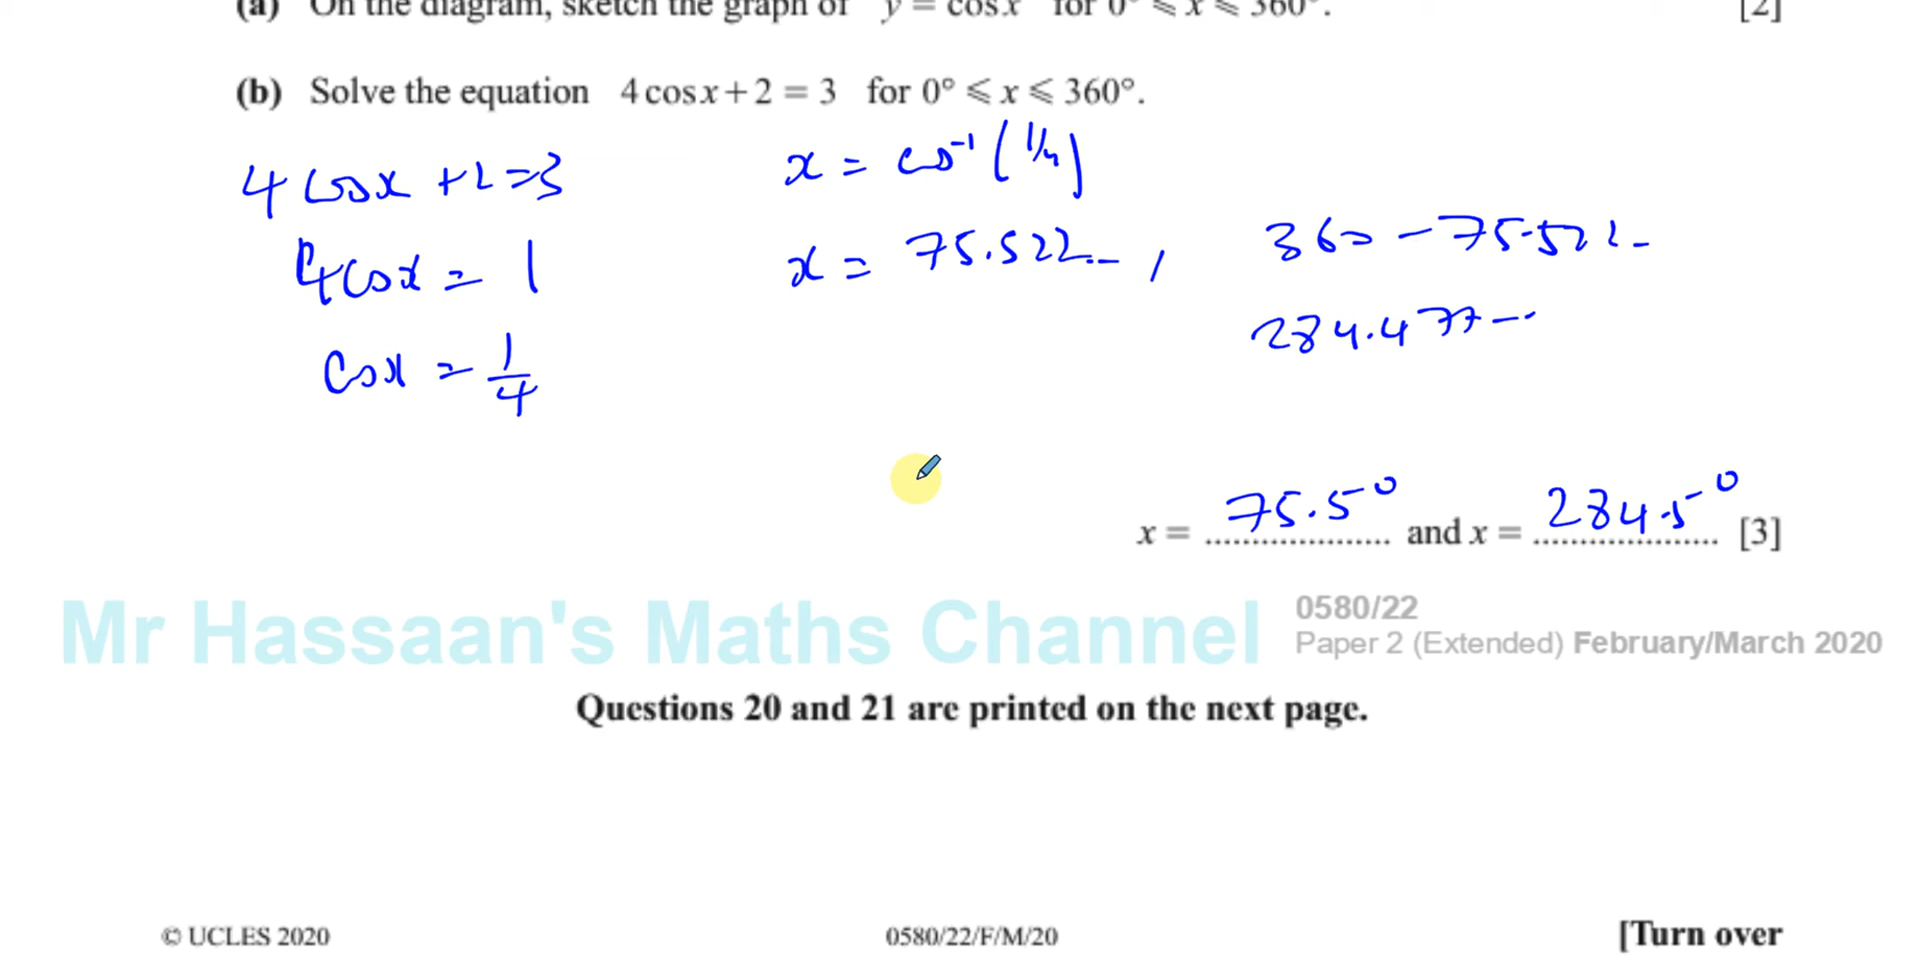 (a) On the diagram, sketch the graph of y = cos x for 0° ⩽ x ⩽ 360°. [2]
(b) Solve the equation 4 cos x + 2 = 3 for 0° ⩽ x ⩽ 360°.
4 cos x + 2 = 3
4 cos x = 1
cos x = 1/4
x = cos⁻¹ (1/4)
x = 75.522.. , 360 - 75.522-
284.477-..
x = 75.5° and x = 284.5° [3]
Mr Hassaan's Maths Channel
0580/22
Paper 2 (Extended) February/March 2020
Questions 20 and 21 are printed on the next page.
© UCLES 2020 0580/22/F/M/20 [Turn over